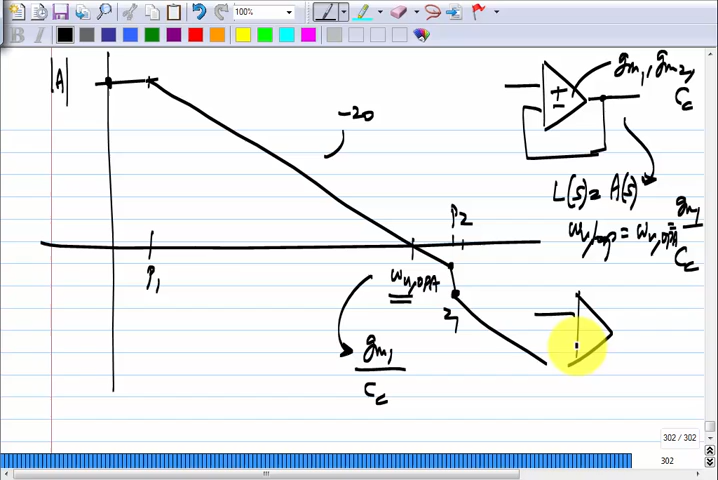 100%
B I U
|A|
-20
gm1, gm2,
Cc
L(s) = A(s)
ωu,loop = ωu,OPA = gm1
Cc
p2
p1
ωu,OPA
z1
gm1
Cc
+
-
302 / 302
302